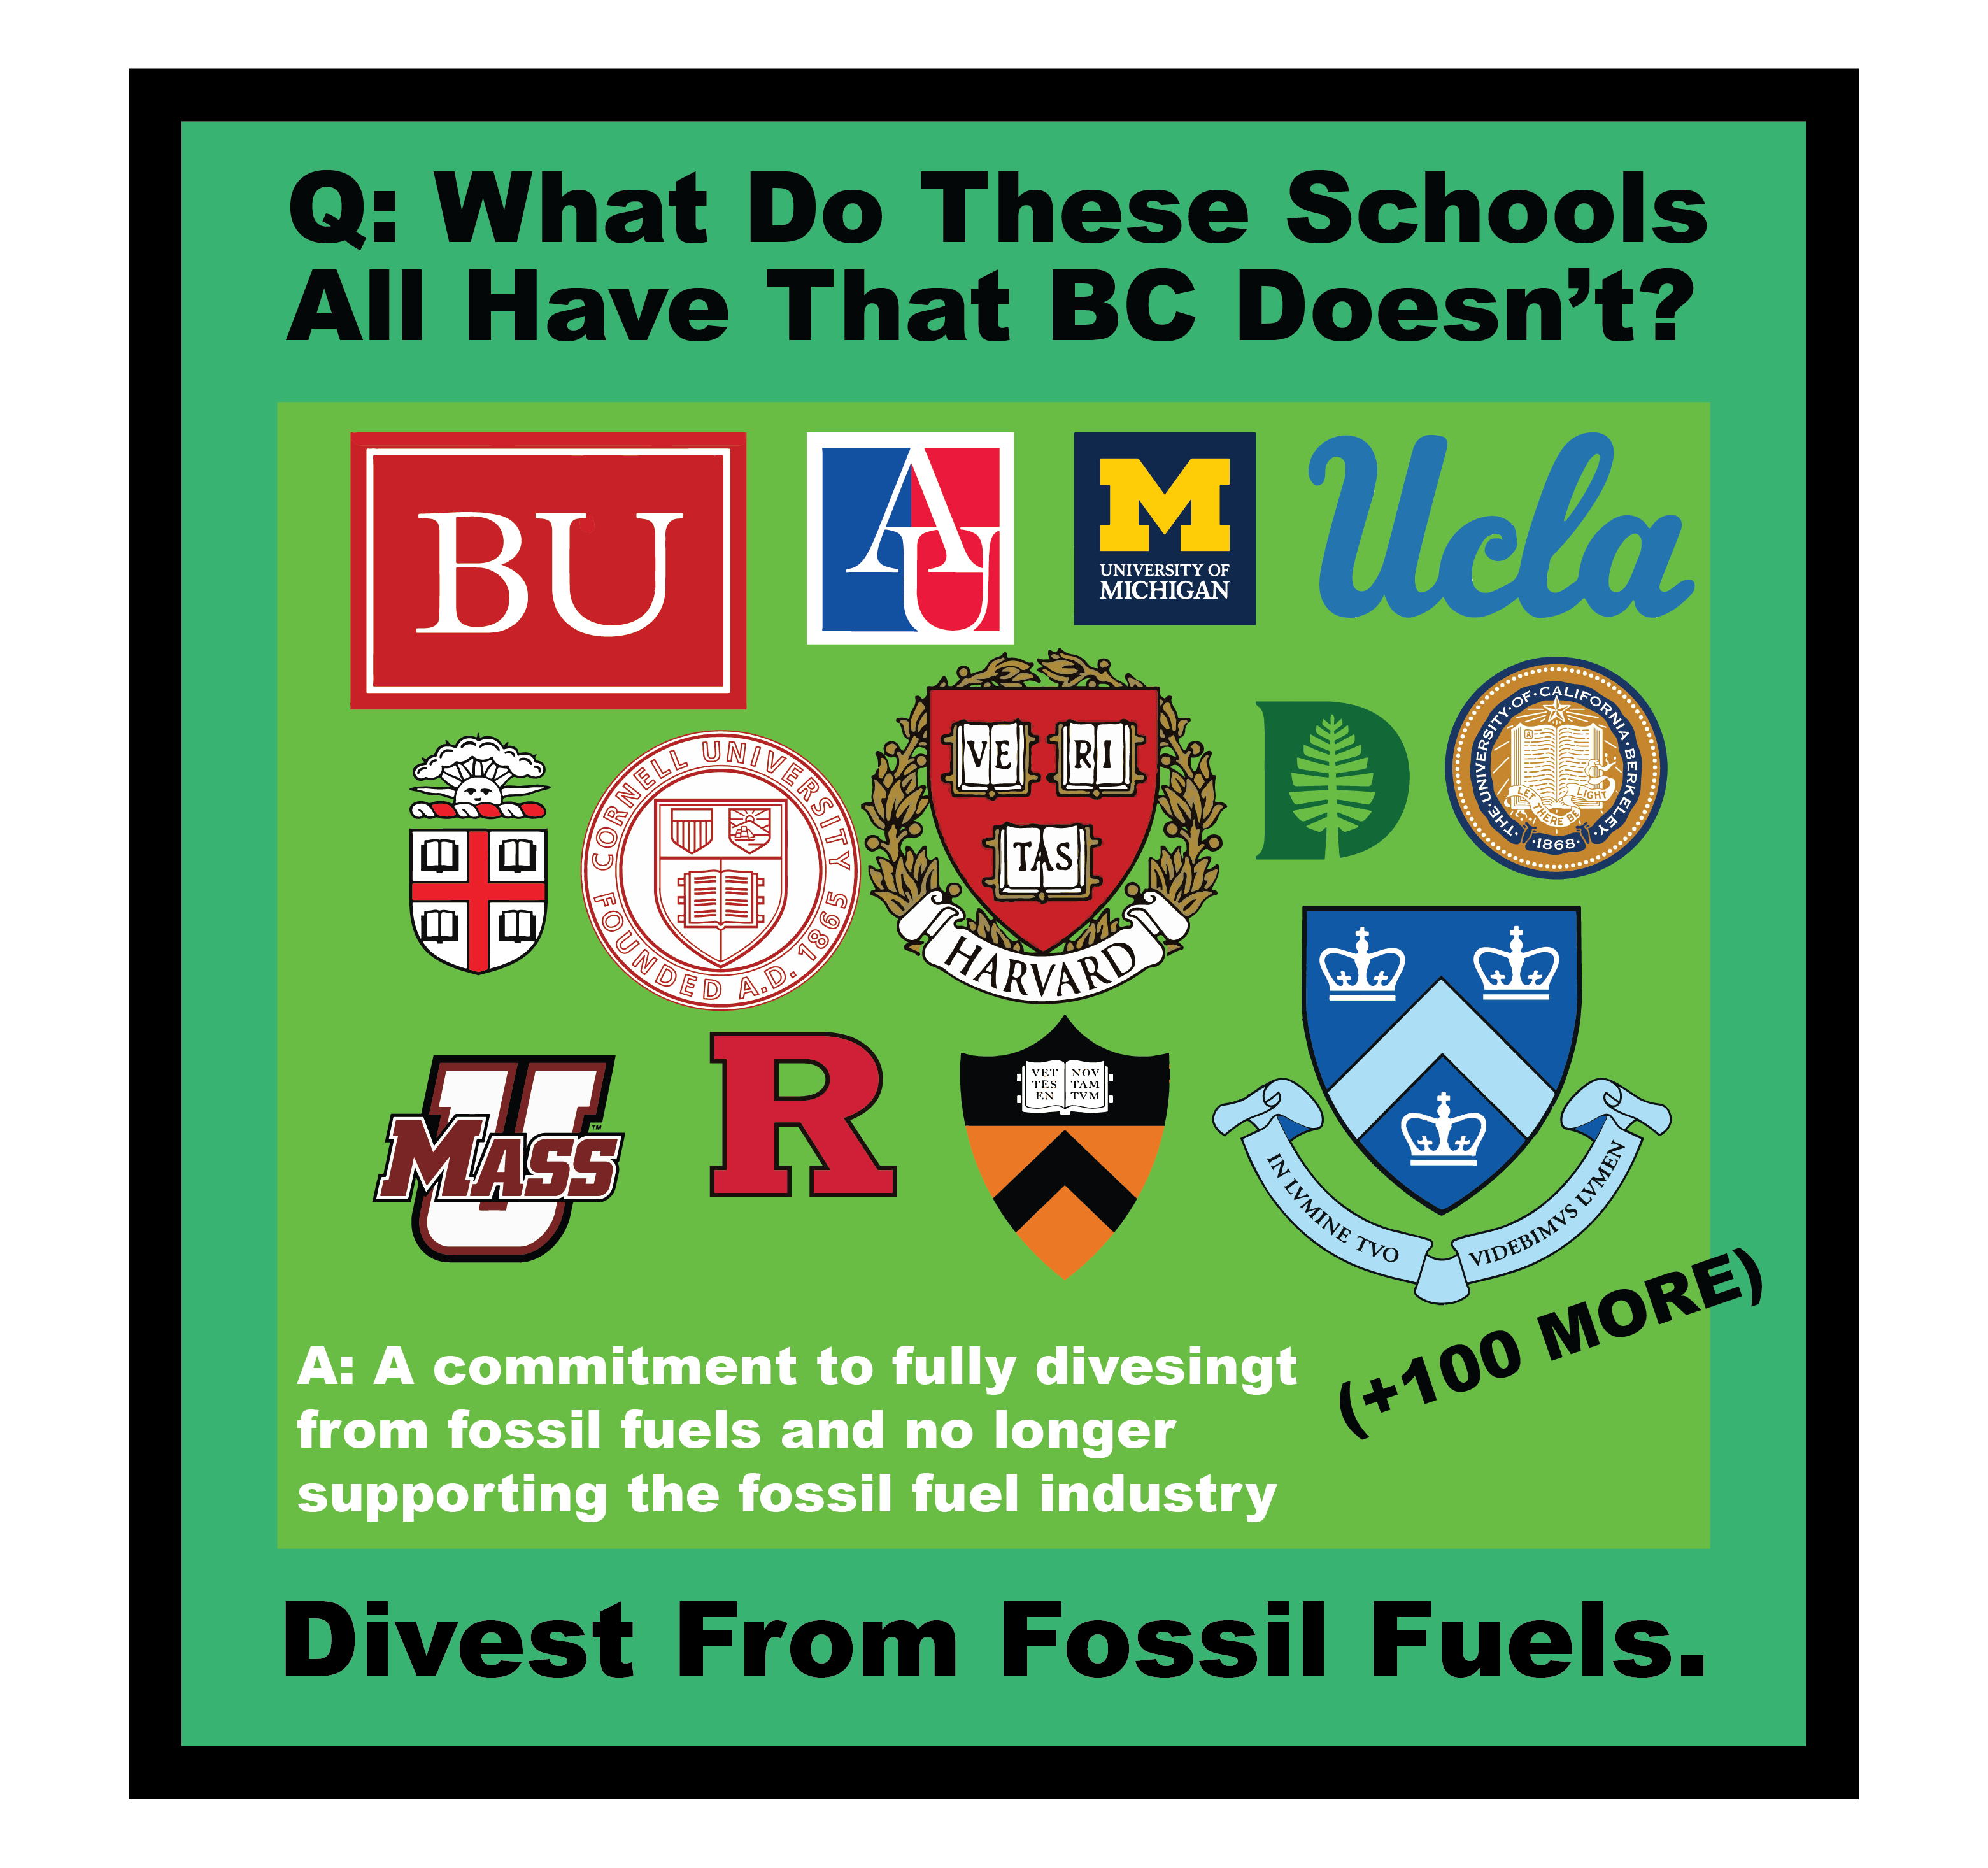 Q: What Do These Schools
All Have That BC Doesn’t?
BU
AU
M
UNIVERSITY OF
MICHIGAN
Ucla
CORNELL UNIVERSITY
FOUNDED A.D. 1865
VE RI
TAS
HARVARD
D
THE·UNIVERSITY·OF·CALIFORNIA·BERKELEY·
A
LET THERE BE LIGHT
·1868·
U
MASS™
R
VET NOV
TES TAM
EN TVM
IN LVMINE TVO VIDEBIMVS LVMEN
(+100 MORE)
A: A commitment to fully divesingt
from fossil fuels and no longer
supporting the fossil fuel industry
Divest From Fossil Fuels.